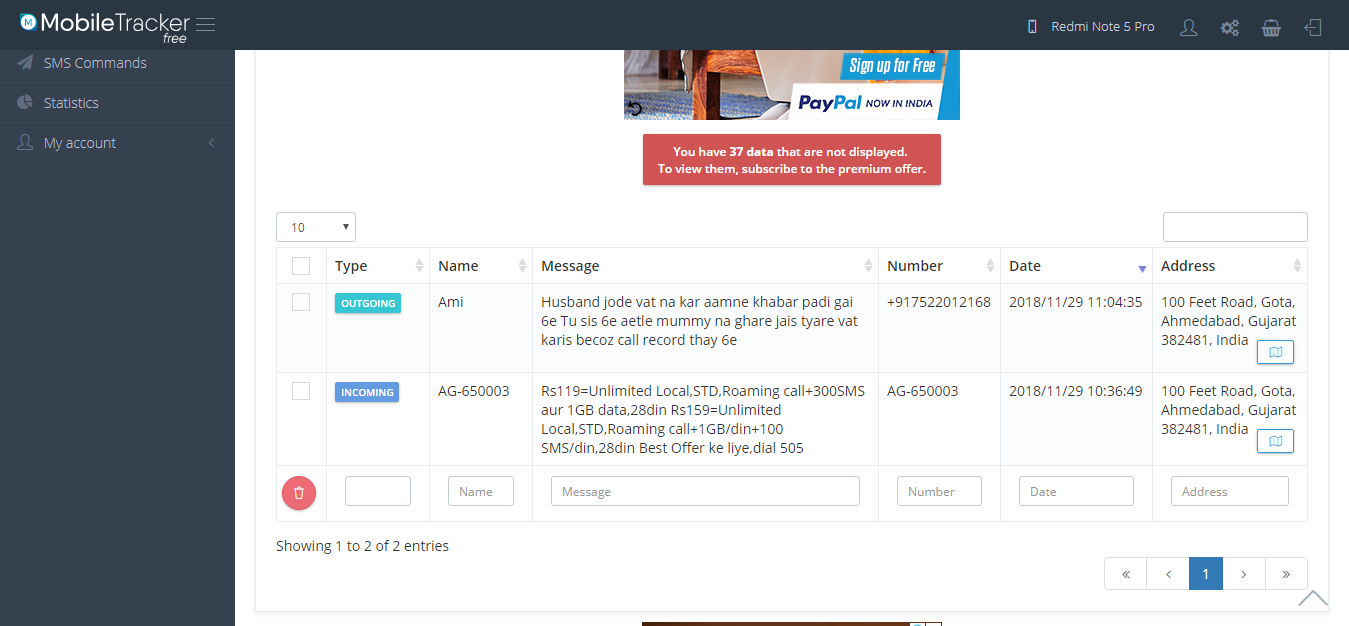 MobileTracker
free
Redmi Note 5 Pro
SMS Commands
Statistics
My account
Sign up for Free
PayPal NOW IN INDIA
You have 37 data that are not displayed.
To view them, subscribe to the premium offer.
10
Type Name Message Number Date Address
OUTGOING Ami Husband jode vat na kar aamne khabar padi gai +917522012168 2018/11/29 11:04:35 100 Feet Road, Gota,
6e Tu sis 6e aetle mummy na ghare jais tyare vat Ahmedabad, Gujarat
karis becoz call record thay 6e 382481, India
INCOMING AG-650003 Rs119=Unlimited Local,STD,Roaming call+300SMS AG-650003 2018/11/29 10:36:49 100 Feet Road, Gota,
aur 1GB data,28din Rs159=Unlimited Ahmedabad, Gujarat
Local,STD,Roaming call+1GB/din+100 382481, India
SMS/din,28din Best Offer ke liye,dial 505
Name Message Number Date Address
Showing 1 to 2 of 2 entries
« ‹ 1 › »